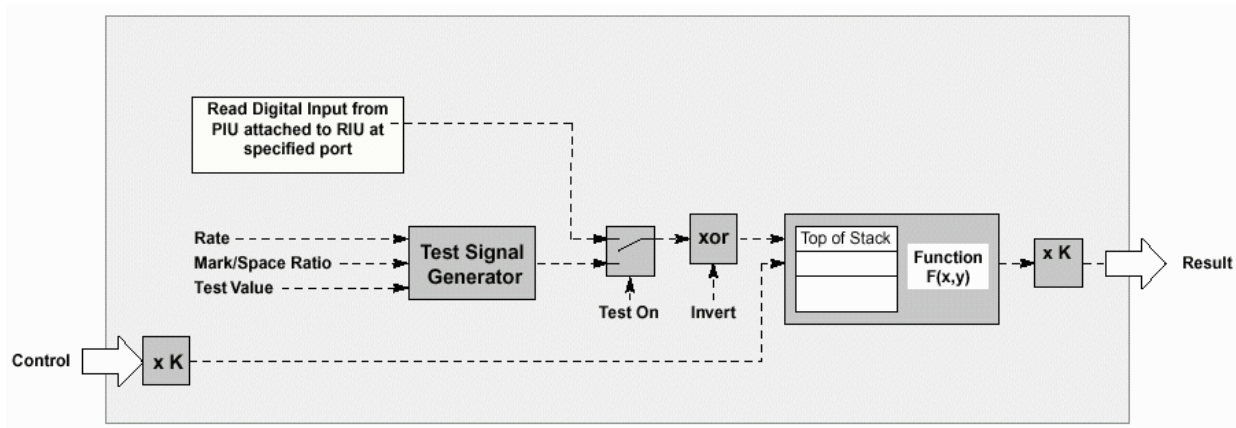 Read Digital Input from
PIU attached to RIU at
specified port
Rate
Mark/Space Ratio
Test Value
Test Signal
Generator
Test On
xor
Invert
Top of Stack
Function
F(x,y)
x K
Result
Control
x K